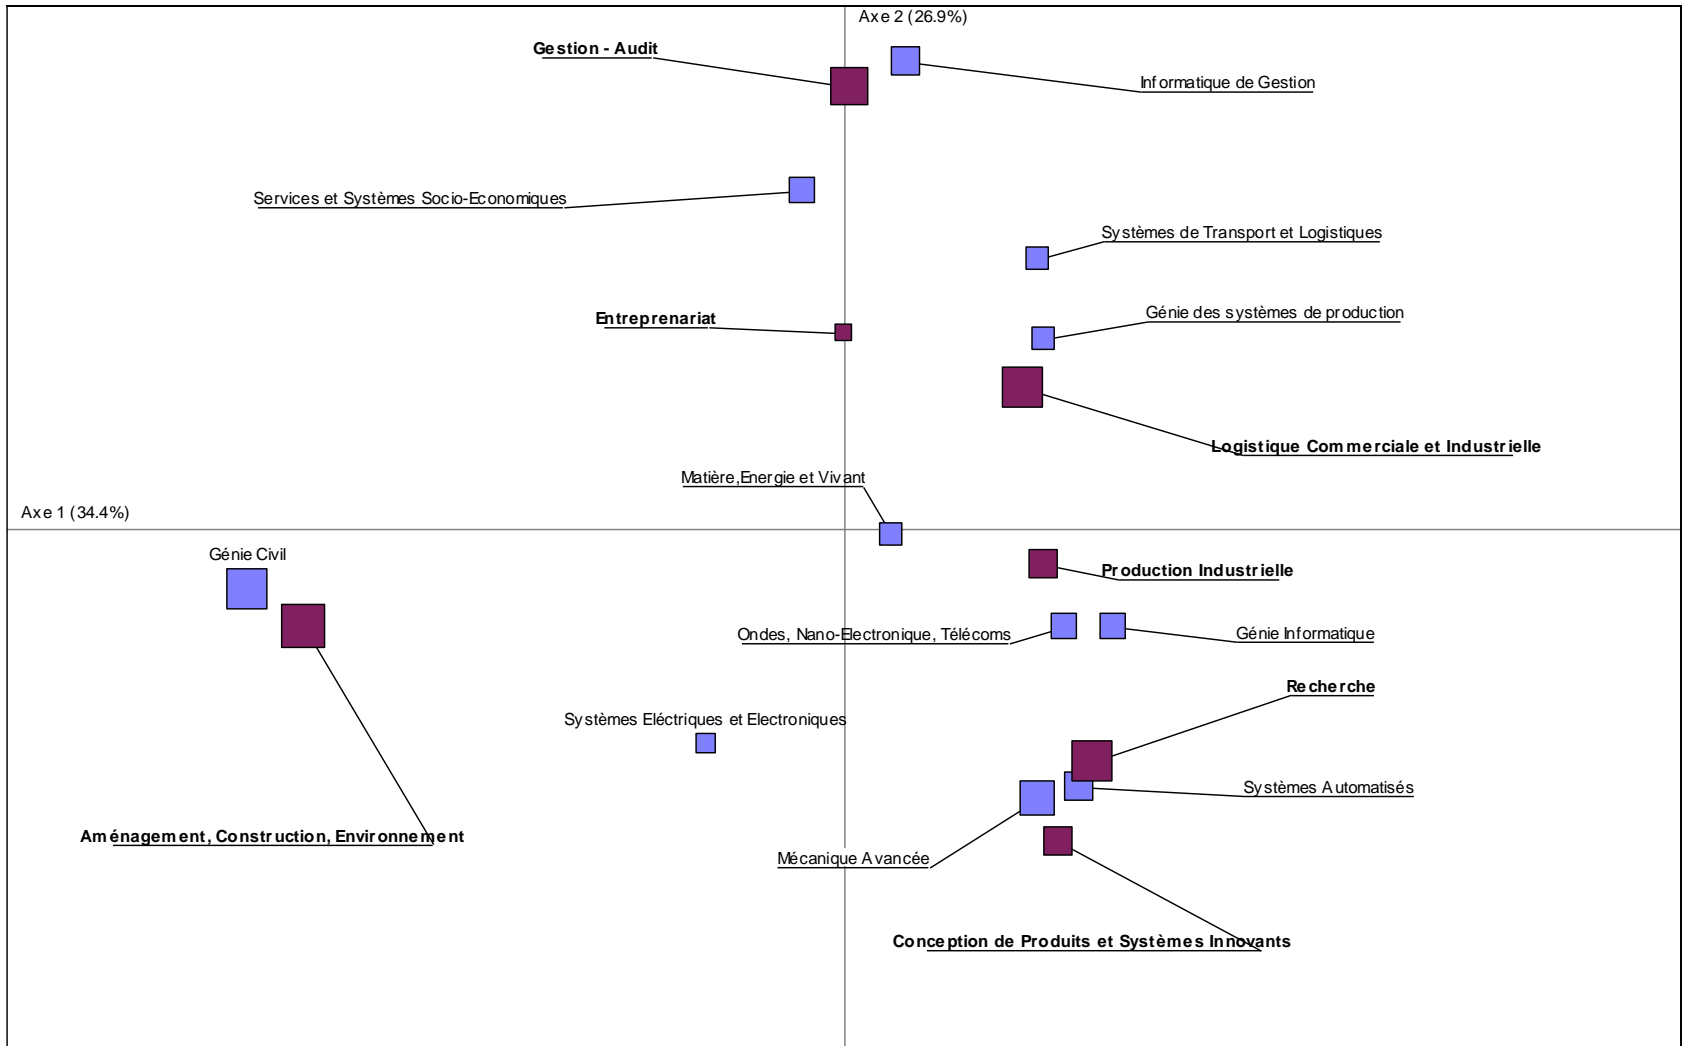 Axe 2 (26.9%)
Gestion - Audit
Informatique de Gestion
Services et Systèmes Socio-Economiques
Systèmes de Transport et Logistiques
Entreprenariat
Génie des systèmes de production
Logistique Commerciale et Industrielle
Matière,Energie et Vivant
Axe 1 (34.4%)
Génie Civil
Production Industrielle
Ondes, Nano-Electronique, Télécoms
Génie Informatique
Recherche
Systèmes Eléctriques et Electroniques
Systèmes Automatisés
Aménagement, Construction, Environnement
Mécanique Avancée
Conception de Produits et Systèmes Innovants